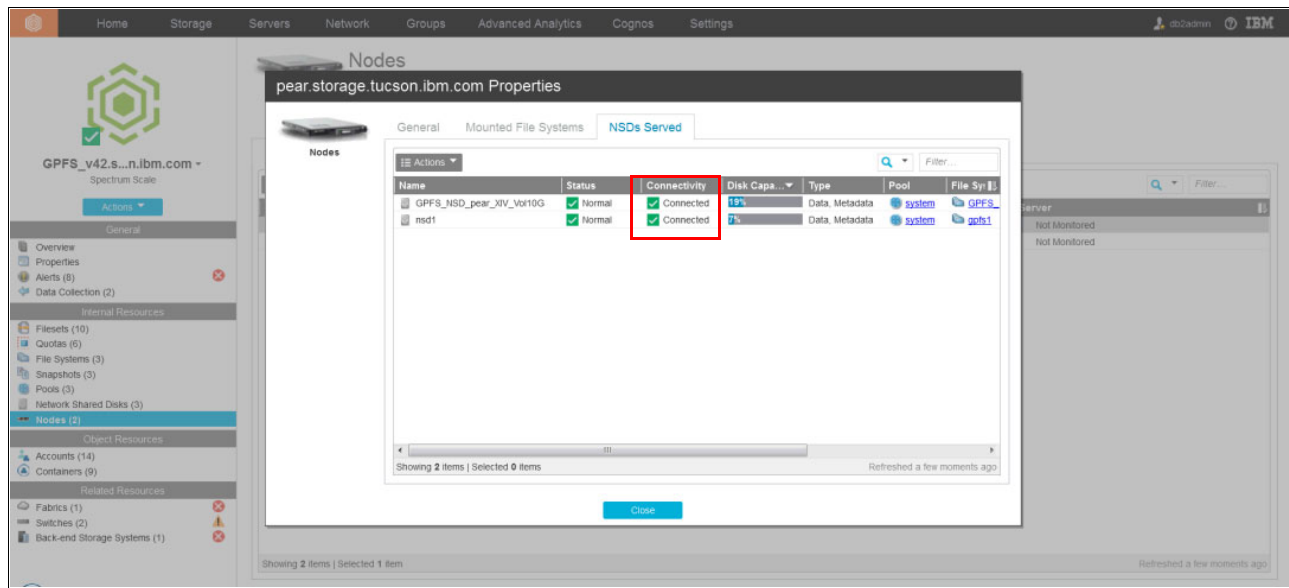 Home Storage Servers Network Groups Advanced Analytics Cognos Settings db2admin IBM
Nodes
pear.storage.tucson.ibm.com Properties
General Mounted File Systems NSDs Served
Nodes
Actions Filter...
Name Status Connectivity Disk Capa... Type Pool File Sy
GPFS_NSD_pear_XIV_Vol10G Normal Connected 19% Data, Metadata system GPFS_
nsd1 Normal Connected 7% Data, Metadata system gpfs1
Showing 2 items | Selected 0 items Refreshed a few moments ago
Close
GPFS_v42.s...n.ibm.com
Spectrum Scale
Actions
General
Overview
Properties
Alerts (8)
Data Collection (2)
Internal Resources
Filesets (10)
Quotas (6)
File Systems (3)
Snapshots (3)
Pools (3)
Network Shared Disks (3)
Nodes (2)
Object Resources
Accounts (14)
Containers (9)
Related Resources
Fabrics (1)
Switches (2)
Back-end Storage Systems (1)
Filter...
Server
Not Monitored
Not Monitored
Showing 2 items | Selected 1 item Refreshed a few moments ago